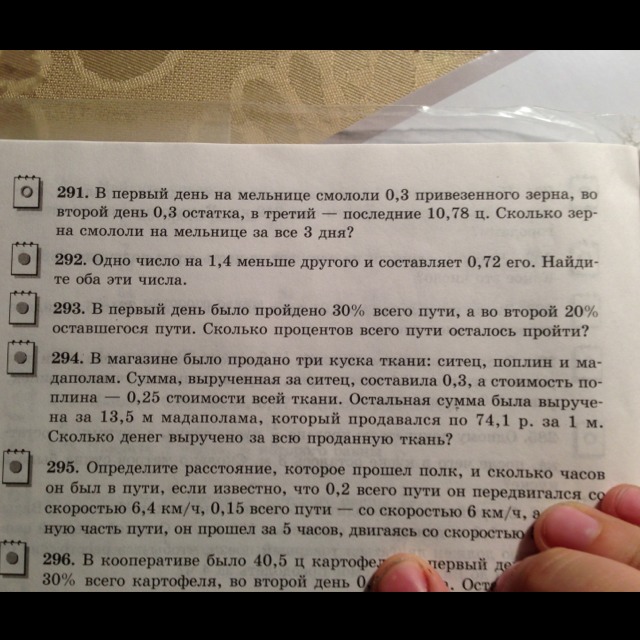 291. В первый день на мельнице смололи 0,3 привезенного зерна, во
второй день 0,3 остатка, в третий — последние 10,78 ц. Сколько зер-
на смололи на мельнице за все 3 дня?
292. Одно число на 1,4 меньше другого и составляет 0,72 его. Найди-
те оба эти числа.
293. В первый день было пройдено 30% всего пути, а во второй 20%
оставшегося пути. Сколько процентов всего пути осталось пройти?
294. В магазине было продано три куска ткани: ситец, поплин и ма-
даполам. Сумма, вырученная за ситец, составила 0,3, а стоимость по-
плина — 0,25 стоимости всей ткани. Остальная сумма была выруче-
на за 13,5 м мадаполама, который продавался по 74,1 р. за 1 м.
Сколько денег выручено за всю проданную ткань?
295. Определите расстояние, которое прошел полк, и сколько часов
он был в пути, если известно, что 0,2 всего пути он передвигался со
скоростью 6,4 км/ч, 0,15 всего пути — со скоростью 6 км/ч, а
ную часть пути, он прошел за 5 часов, двигаясь со скоростью
296. В кооперативе было 40,5 ц первый
30% всего картофеля, во второй день